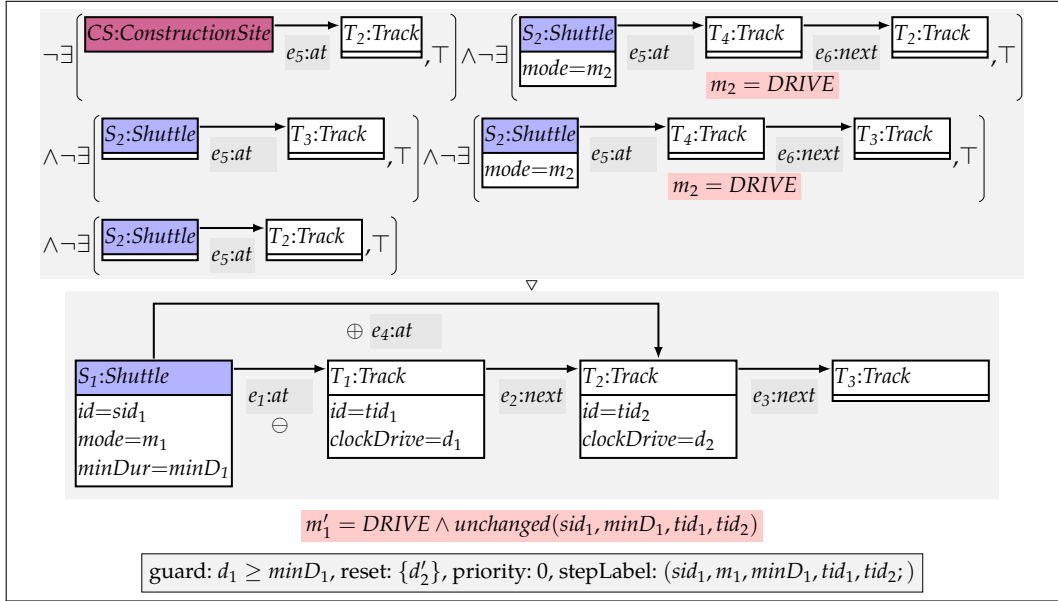 ¬∃ ( CS:ConstructionSite e₅:at T₂:Track , ⊤ ) ∧¬∃ ( S₂:Shuttle mode=m₂ e₅:at T₄:Track e₆:next T₂:Track , ⊤ )
m₂ = DRIVE
∧¬∃ ( S₂:Shuttle e₅:at T₃:Track , ⊤ ) ∧¬∃ ( S₂:Shuttle mode=m₂ e₅:at T₄:Track e₆:next T₃:Track , ⊤ )
m₂ = DRIVE
∧¬∃ ( S₂:Shuttle e₅:at T₂:Track , ⊤ )
▽
⊕ e₄:at
S₁:Shuttle e₁:at T₁:Track e₂:next T₂:Track e₃:next T₃:Track
⊖
id=sid₁ id=tid₁ id=tid₂
mode=m₁ clockDrive=d₁ clockDrive=d₂
minDur=minD₁
m₁′ = DRIVE ∧ unchanged(sid₁, minD₁, tid₁, tid₂)
guard: d₁ ≥ minD₁, reset: {d₂′}, priority: 0, stepLabel: (sid₁, m₁, minD₁, tid₁, tid₂; )